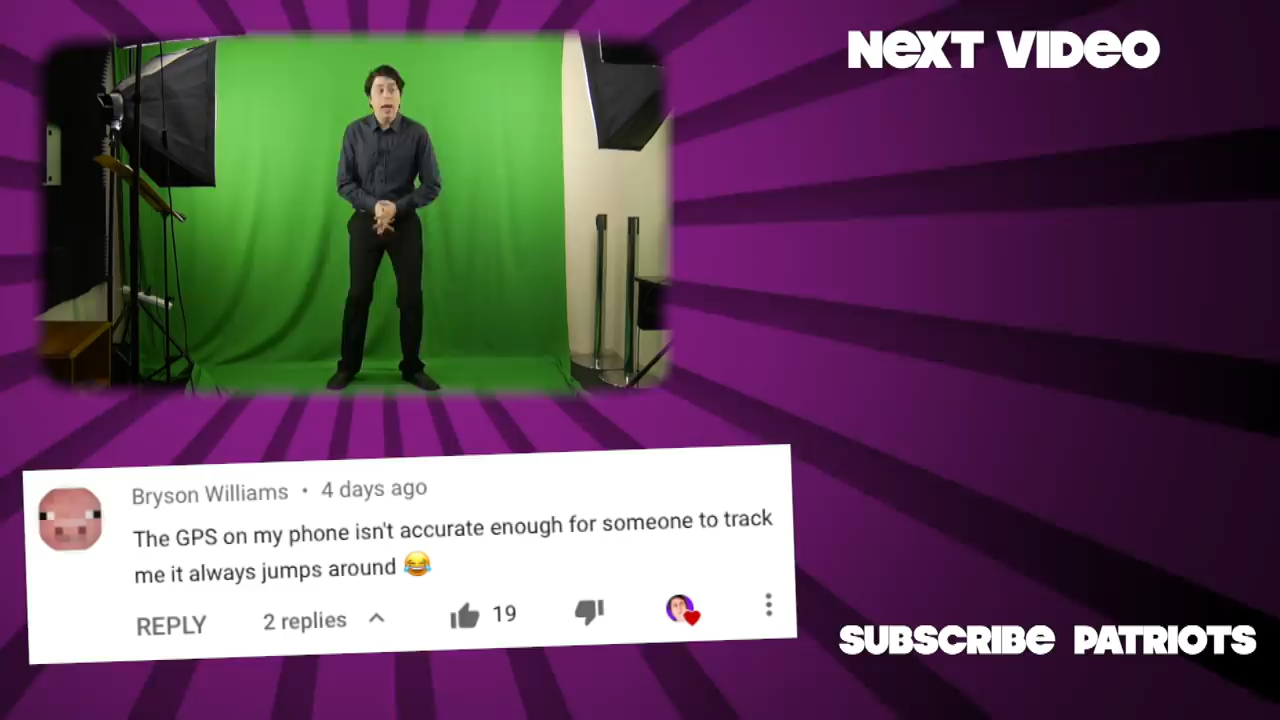 NEXT VIDEO
Bryson Williams • 4 days ago
The GPS on my phone isn't accurate enough for someone to track
me it always jumps around 😂
REPLY 2 replies 19
SUBSCRIBE PATRIOTS